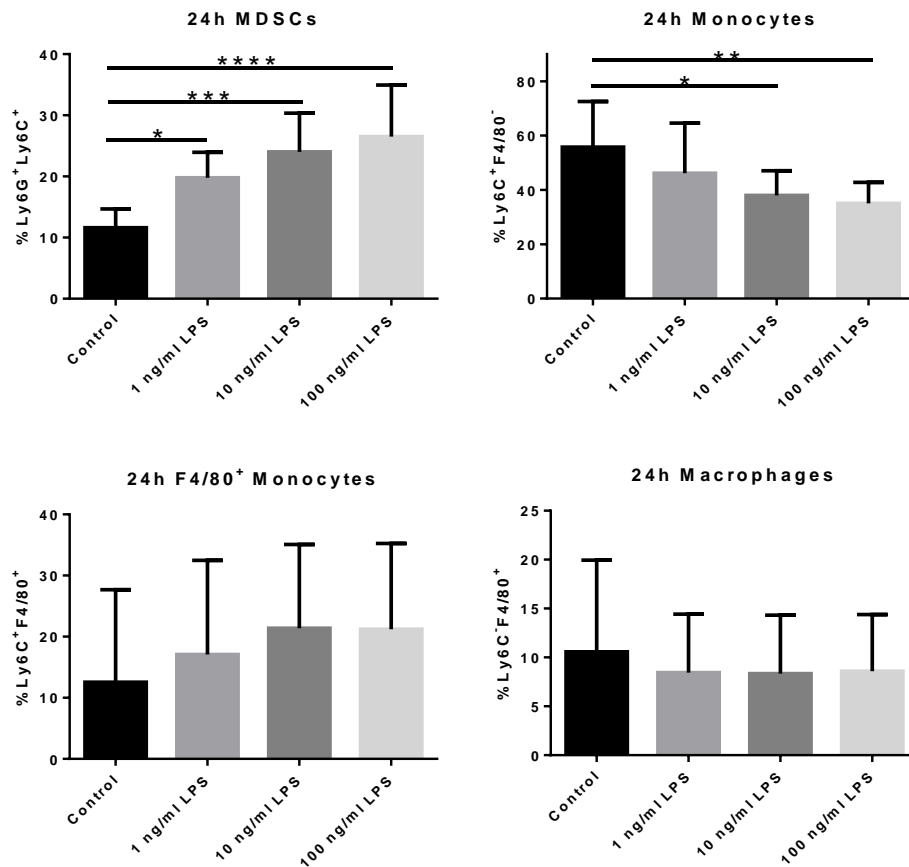 24h MDSCs
% Ly6G⁺Ly6C⁺
40
30
20
10
0
****
***
*
Control
1 ng/ml LPS
10 ng/ml LPS
100 ng/ml LPS
24h Monocytes
% Ly6C⁺F4/80⁻
80
60
40
20
0
**
*
Control
1 ng/ml LPS
10 ng/ml LPS
100 ng/ml LPS
24h F4/80⁺ Monocytes
% Ly6C⁺F4/80⁺
40
30
20
10
0
Control
1 ng/ml LPS
10 ng/ml LPS
100 ng/ml LPS
24h Macrophages
% Ly6C⁻F4/80⁺
25
20
15
10
5
0
Control
1 ng/ml LPS
10 ng/ml LPS
100 ng/ml LPS